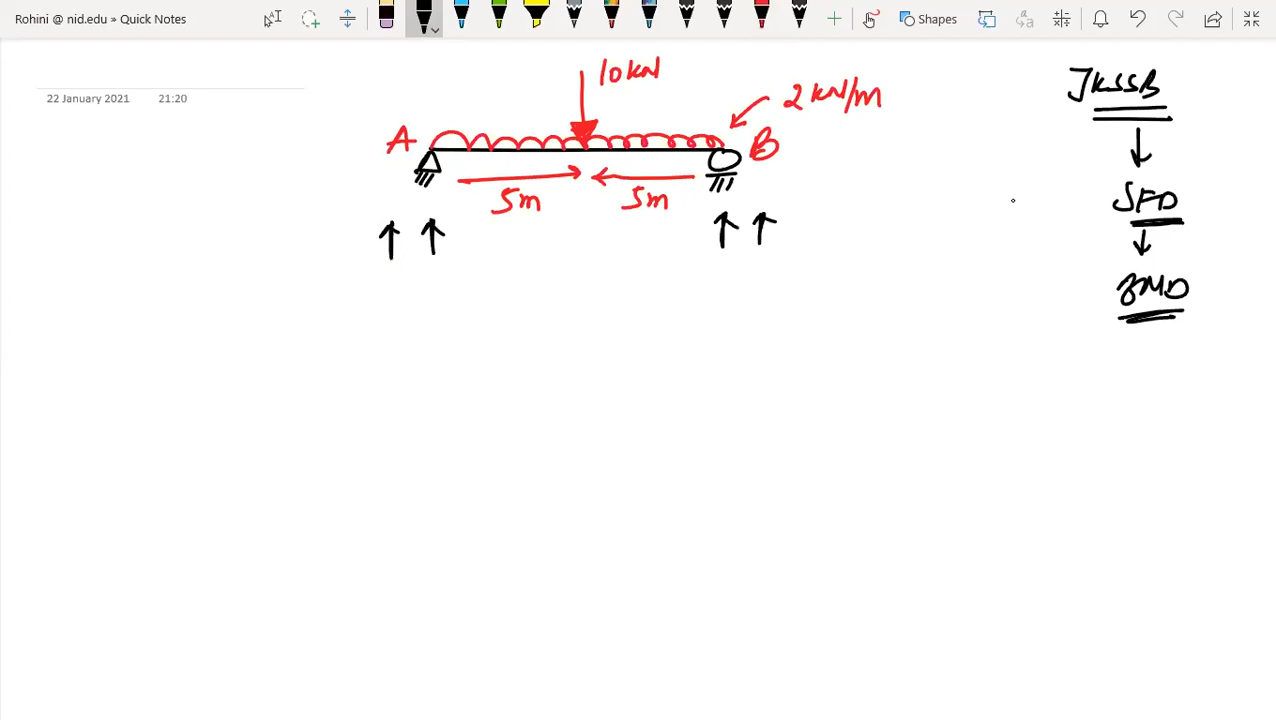 Rohini @ nid.edu » Quick Notes
Shapes
22 January 2021 21:20
10kN
2 kN/m
A
B
5m
5m
JKSSB
SFD
BMD